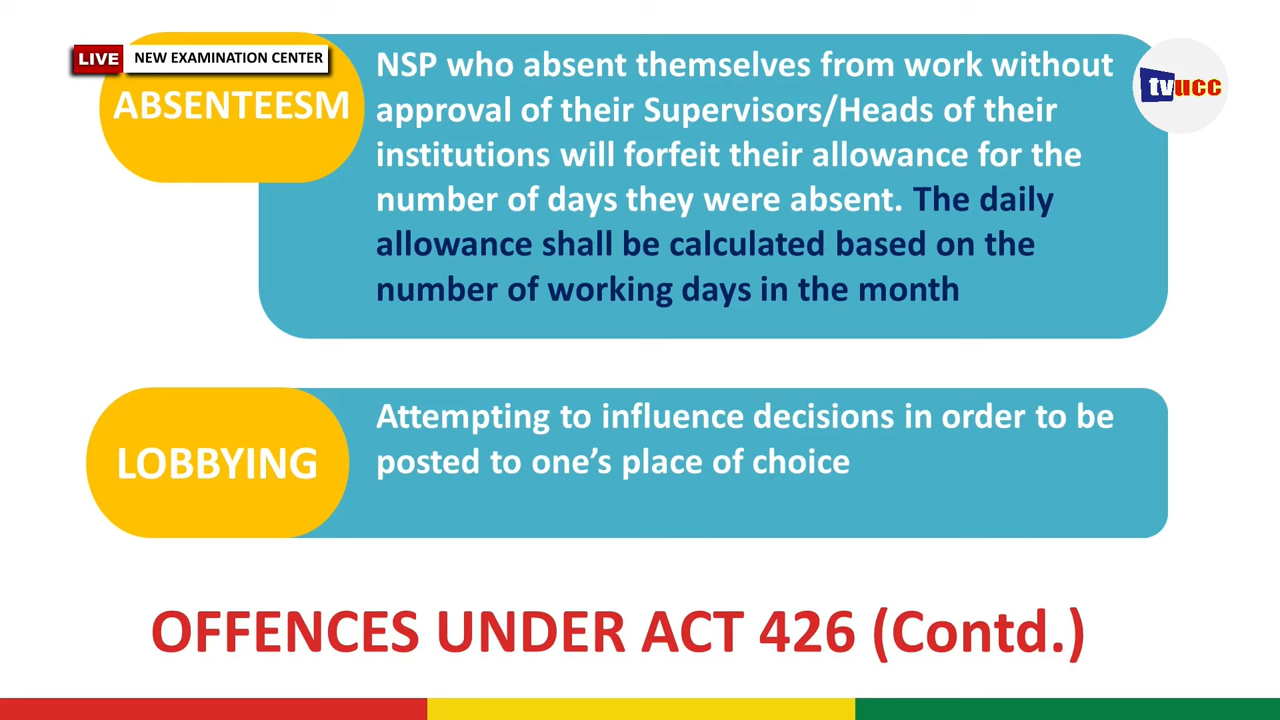 LIVE NEW EXAMINATION CENTER
ABSENTEESM
NSP who absent themselves from work without
approval of their Supervisors/Heads of their
institutions will forfeit their allowance for the
number of days they were absent. The daily
allowance shall be calculated based on the
number of working days in the month
tvucc
LOBBYING
Attempting to influence decisions in order to be
posted to one's place of choice
OFFENCES UNDER ACT 426 (Contd.)